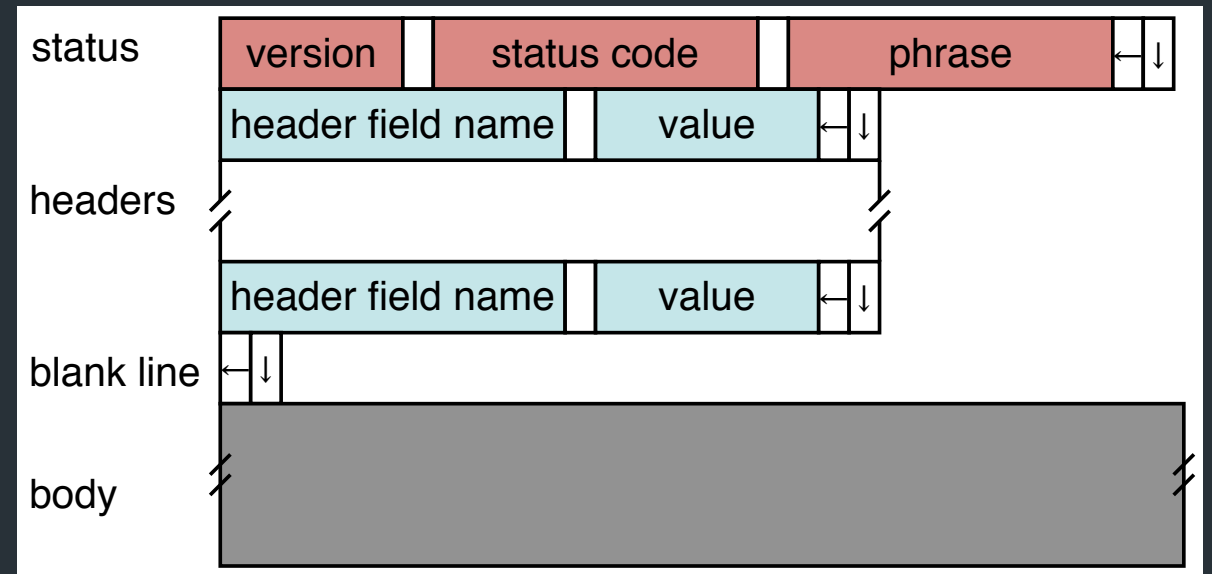 status version status code phrase ← ↓
header field name value ← ↓
headers
header field name value ← ↓
blank line ← ↓
body